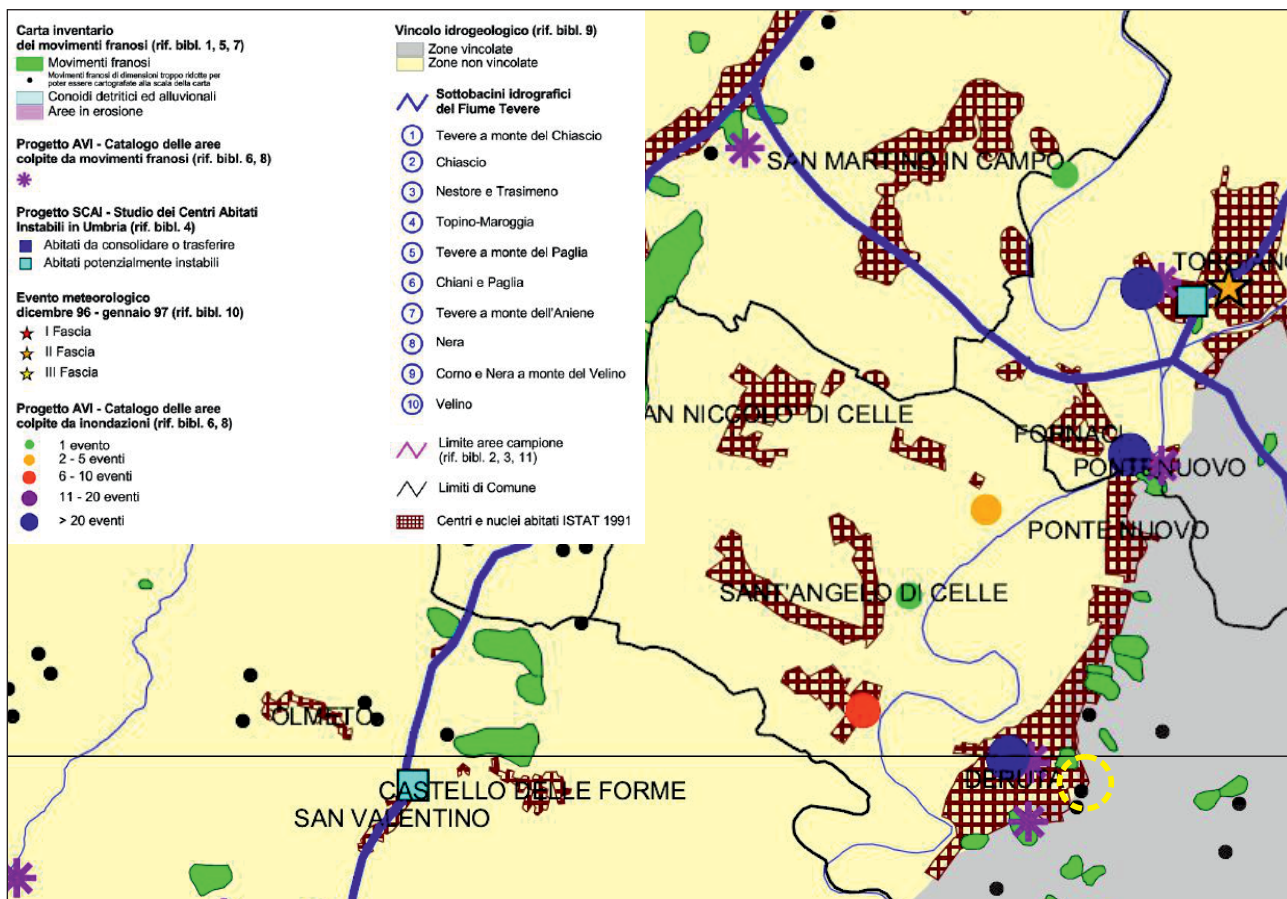 Carta inventario
dei movimenti franosi (rif. bibl. 1, 5, 7)
Movimenti franosi
Movimenti franosi di dimensioni troppo ridotte per
poter essere cartografate alla scala della carta
Conoidi detritici ed alluvionali
Aree in erosione
Progetto AVI - Catalogo delle aree
colpite da movimenti franosi (rif. bibl. 6, 8)
Progetto SCAI - Studio dei Centri Abitati
Instabili in Umbria (rif. bibl. 4)
Abitati da consolidare o trasferire
Abitati potenzialmente instabili
Evento meteorologico
dicembre 96 - gennaio 97 (rif. bibl. 10)
I Fascia
II Fascia
III Fascia
Progetto AVI - Catalogo delle aree
colpite da inondazioni (rif. bibl. 6, 8)
1 evento
2 - 5 eventi
6 - 10 eventi
11 - 20 eventi
> 20 eventi
Vincolo idrogeologico (rif. bibl. 9)
Zone vincolate
Zone non vincolate
Sottobacini idrografici
del Fiume Tevere
1 Tevere a monte del Chiascio
2 Chiascio
3 Nestore e Trasimeno
4 Topino-Maroggia
5 Tevere a monte del Paglia
6 Chiani e Paglia
7 Tevere a monte dell'Aniene
8 Nera
9 Corno e Nera a monte del Velino
10 Velino
Limite aree campione
(rif. bibl. 2, 3, 11)
Limiti di Comune
Centri e nuclei abitati ISTAT 1991
SAN MARTINO IN CAMPO
TORGIANO
AN NICCOLO' DI CELLE
FORNACI
PONTENUOVO
PONTE NUOVO
SANT'ANGELO DI CELLE
OLMETO
DERUTA
CASTELLO DELLE FORME
SAN VALENTINO